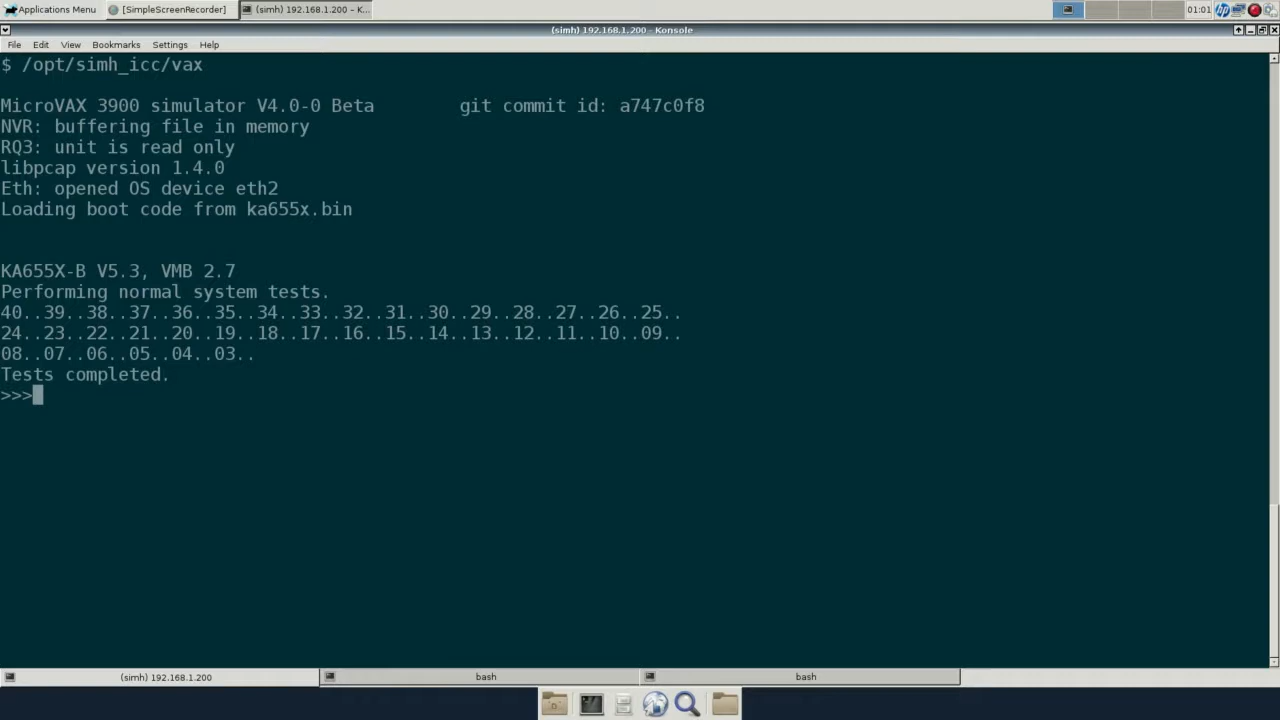 Applications Menu [SimpleScreenRecorder] (simh) 192.168.1.200 - K... 01:01
(simh) 192.168.1.200 - Konsole
File Edit View Bookmarks Settings Help
$ /opt/simh_icc/vax
MicroVAX 3900 simulator V4.0-0 Beta        git commit id: a747c0f8
NVR: buffering file in memory
RQ3: unit is read only
libpcap version 1.4.0
Eth: opened OS device eth2
Loading boot code from ka655x.bin
KA655X-B V5.3, VMB 2.7
Performing normal system tests.
40..39..38..37..36..35..34..33..32..31..30..29..28..27..26..25..
24..23..22..21..20..19..18..17..16..15..14..13..12..11..10..09..
08..07..06..05..04..03..
Tests completed.
>>>
(simh) 192.168.1.200 bash bash